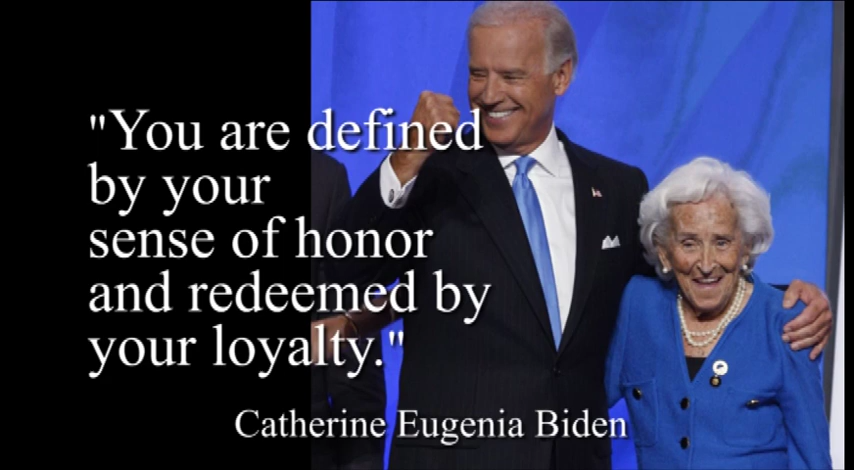 "You are defined
by your
sense of honor
and redeemed by
your loyalty."
Catherine Eugenia Biden